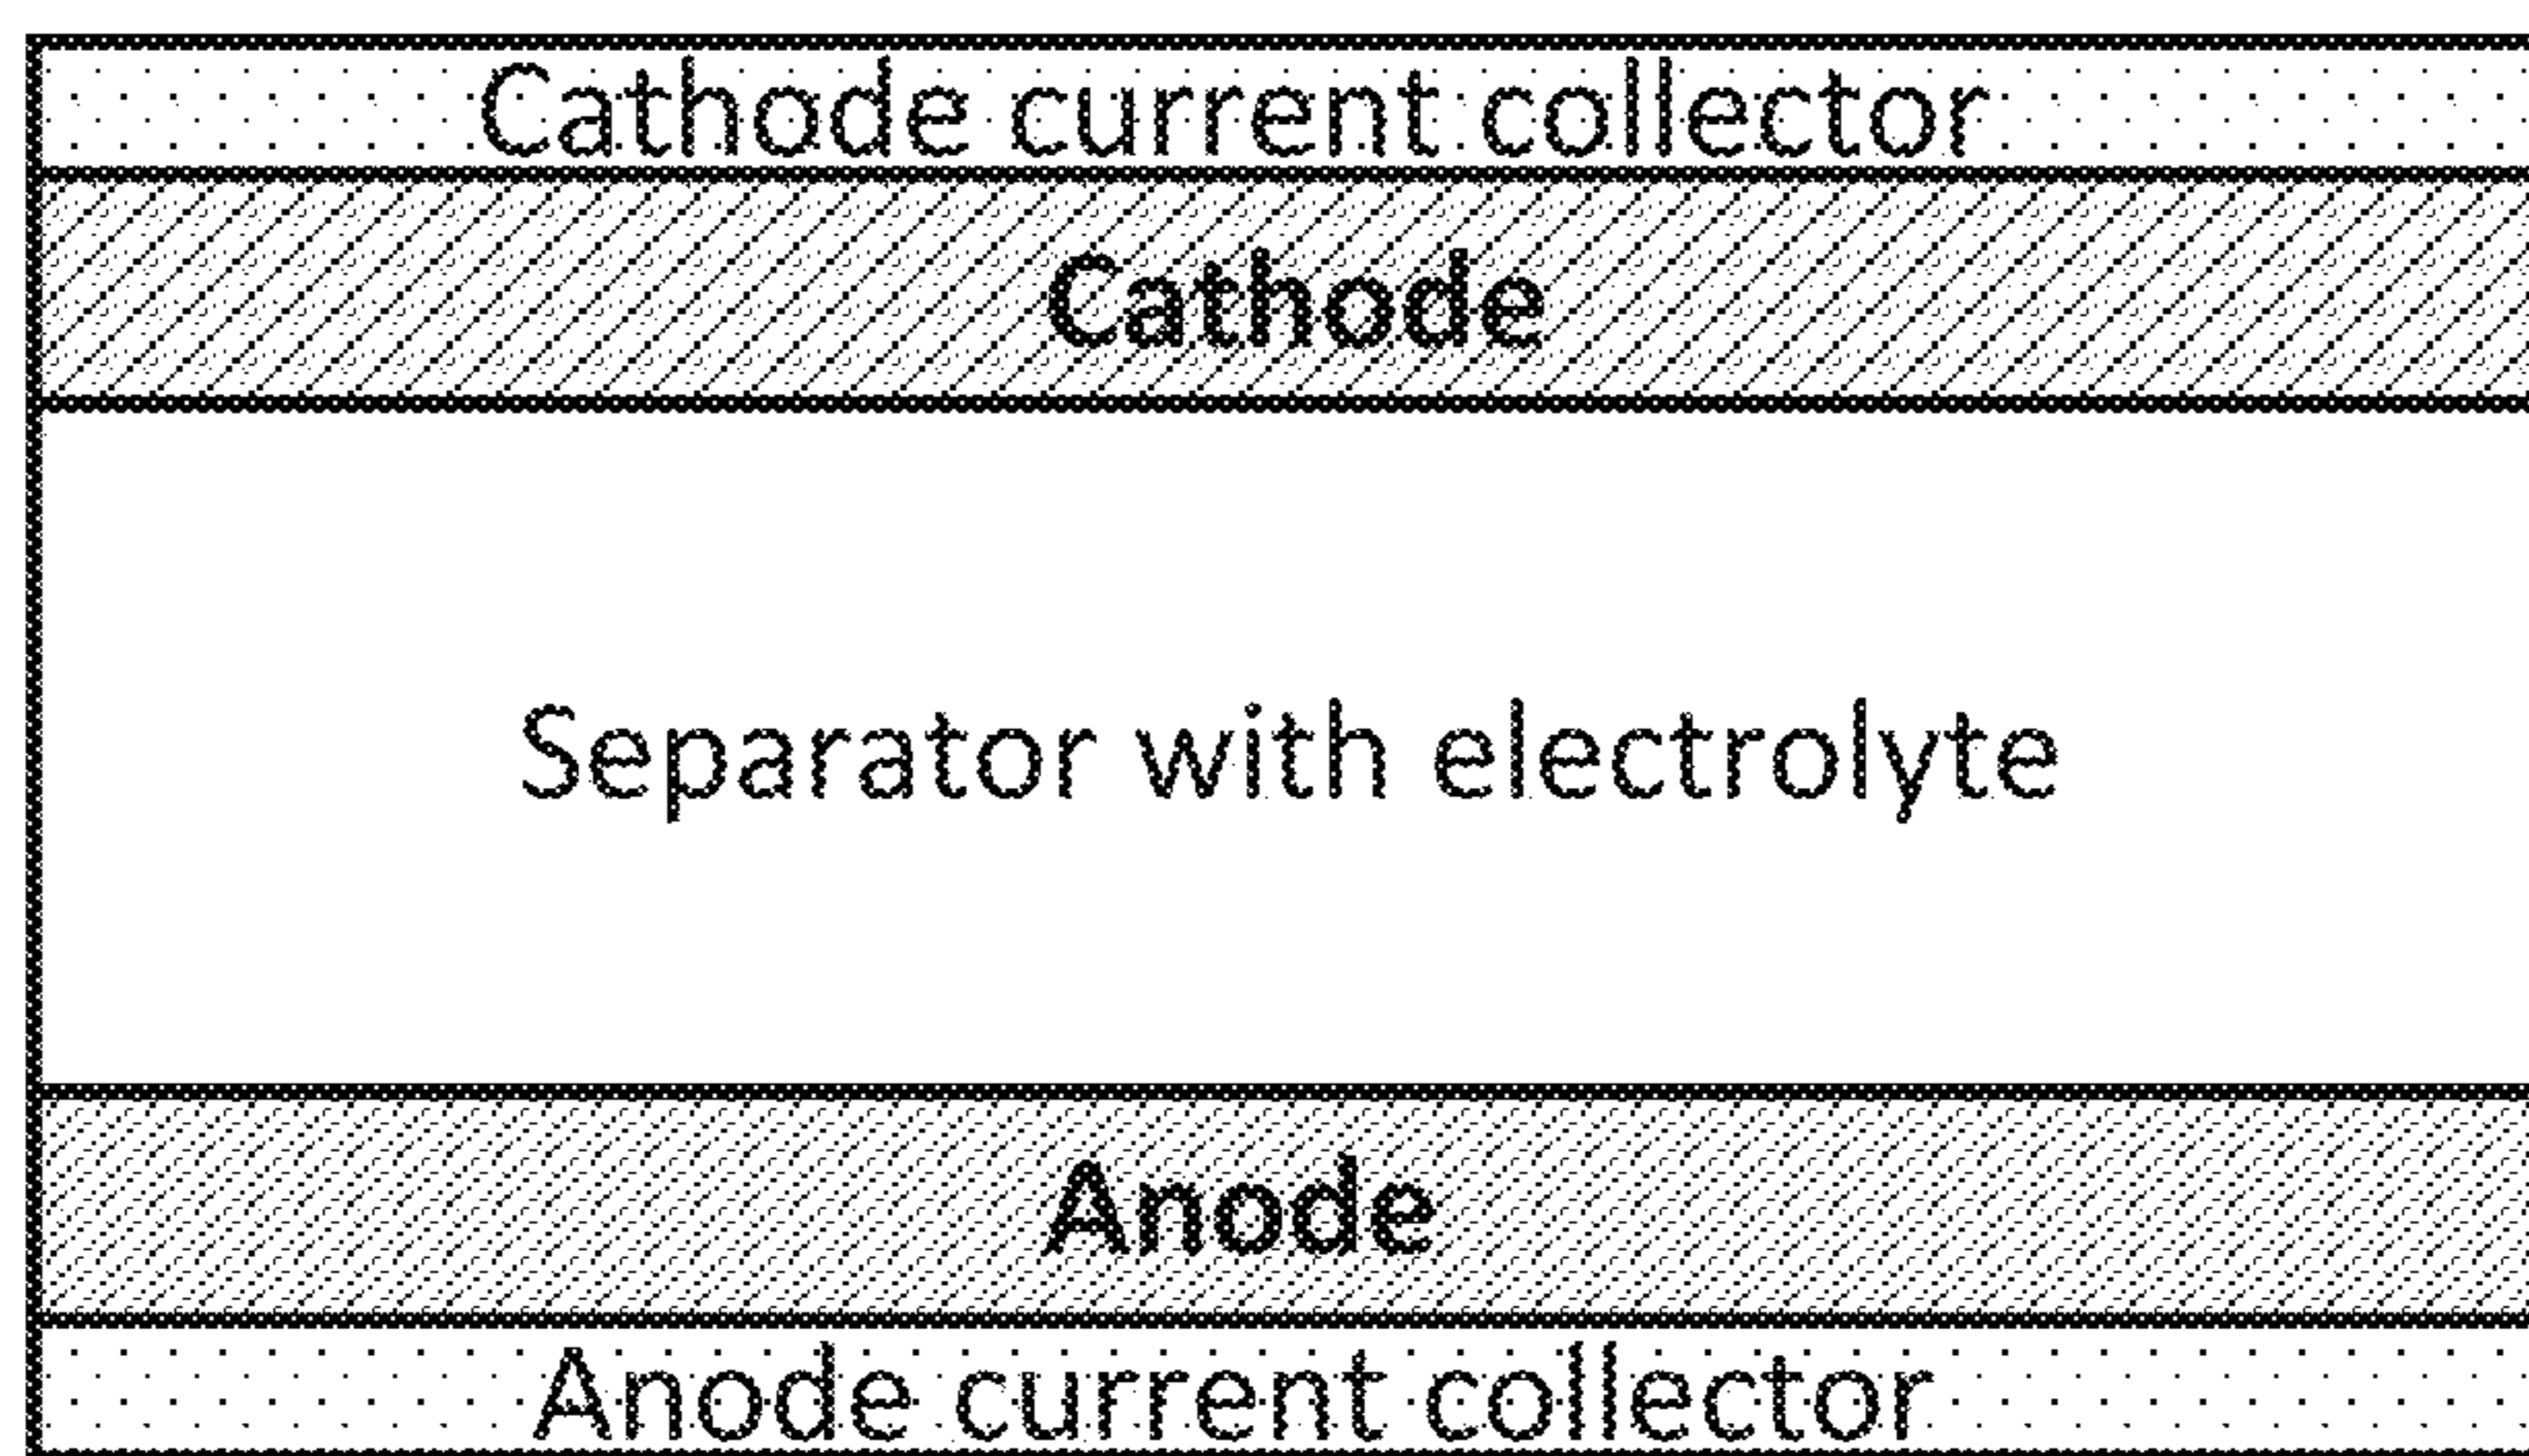 Cathode current collector
Cathode
Separator with electrolyte
Anode
Anode current collector